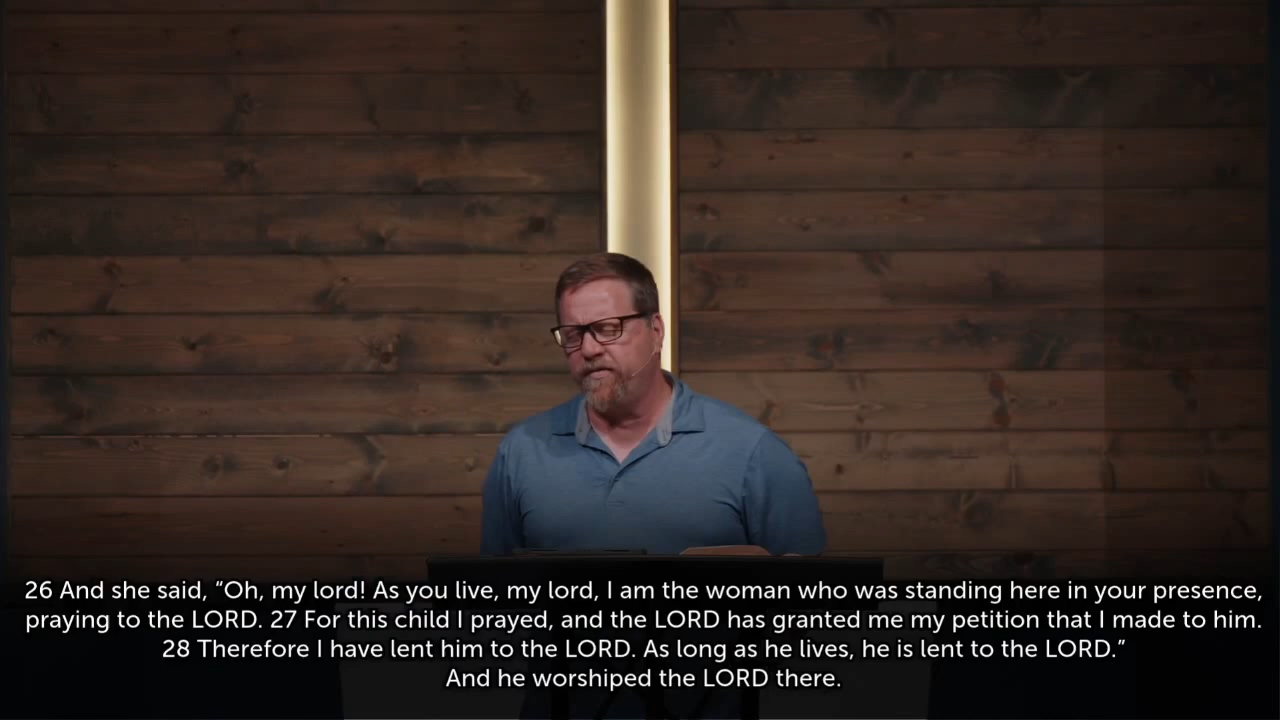 26 And she said, “Oh, my lord! As you live, my lord, I am the woman who was standing here in your presence,
praying to the LORD. 27 For this child I prayed, and the LORD has granted me my petition that I made to him.
28 Therefore I have lent him to the LORD. As long as he lives, he is lent to the LORD.”
And he worshiped the LORD there.